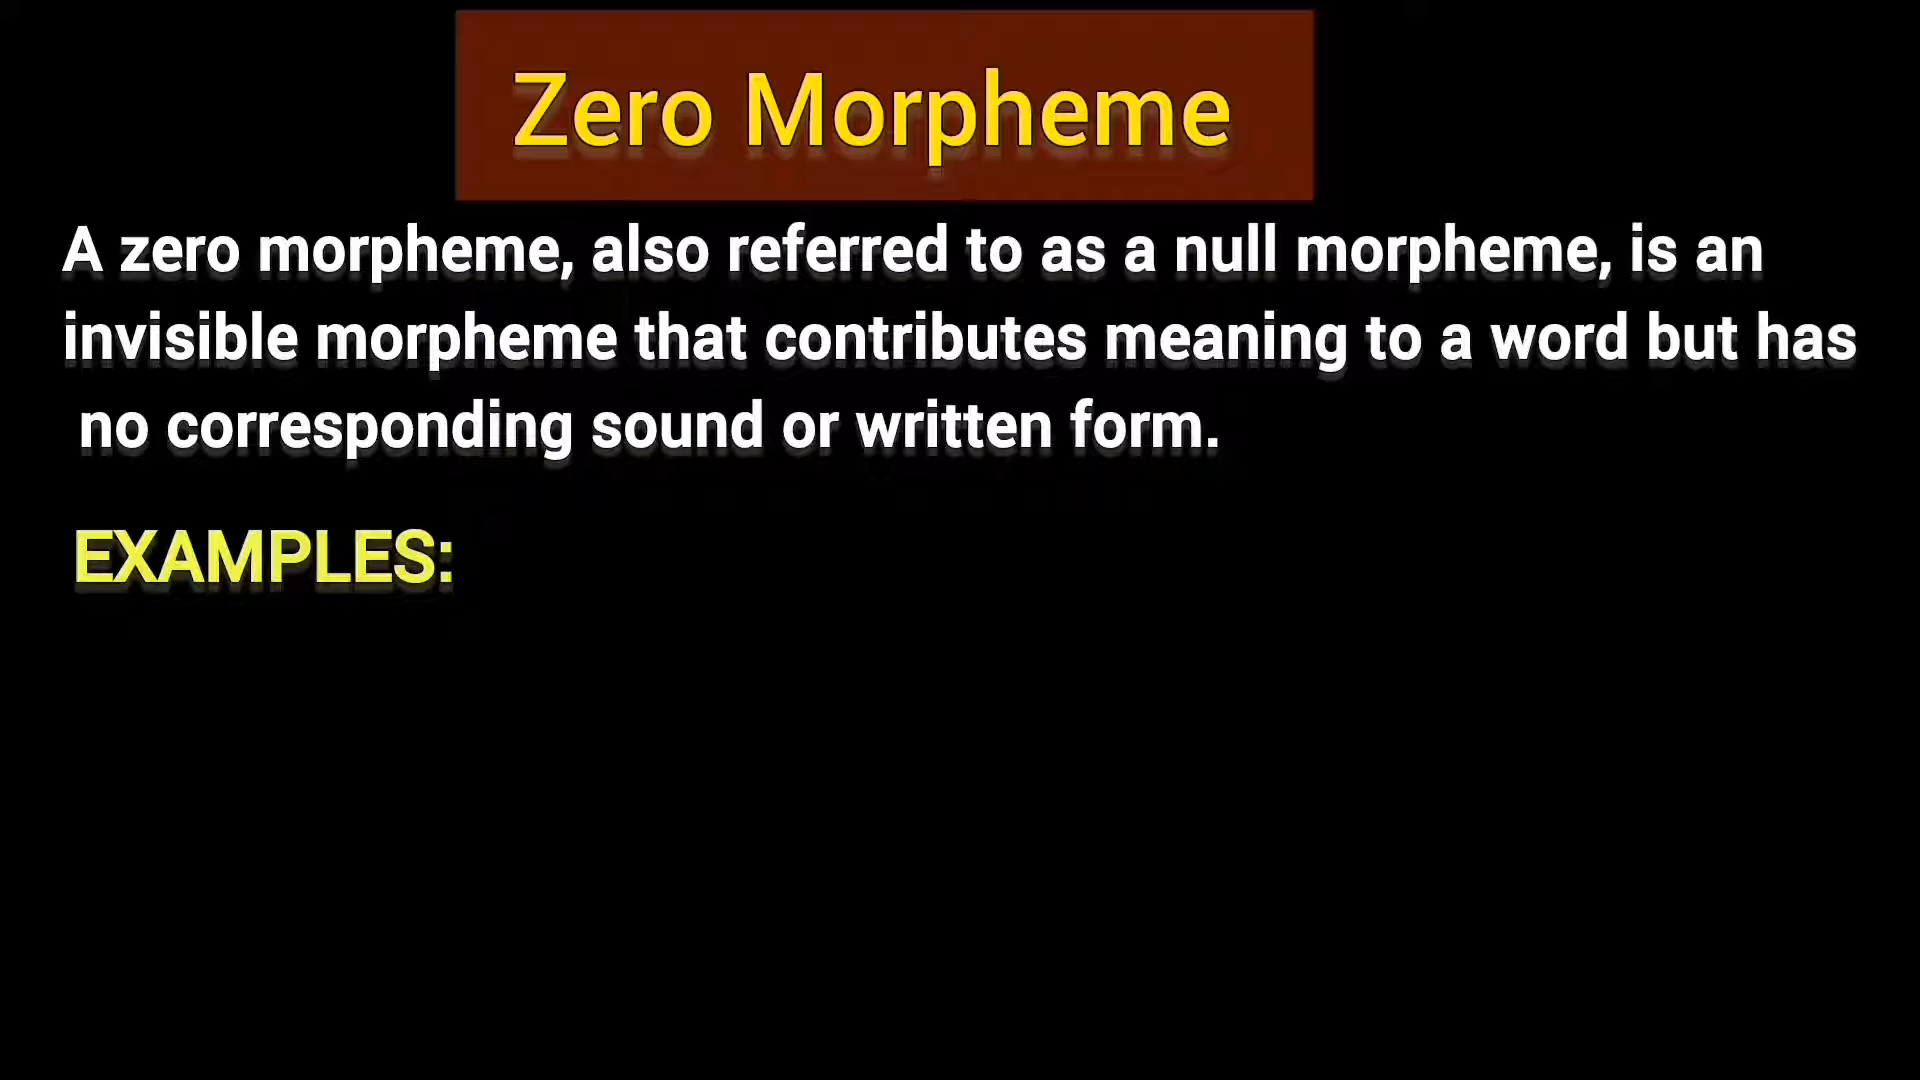 Zero Morpheme
A zero morpheme, also referred to as a null morpheme, is an
invisible morpheme that contributes meaning to a word but has
no corresponding sound or written form.
EXAMPLES: